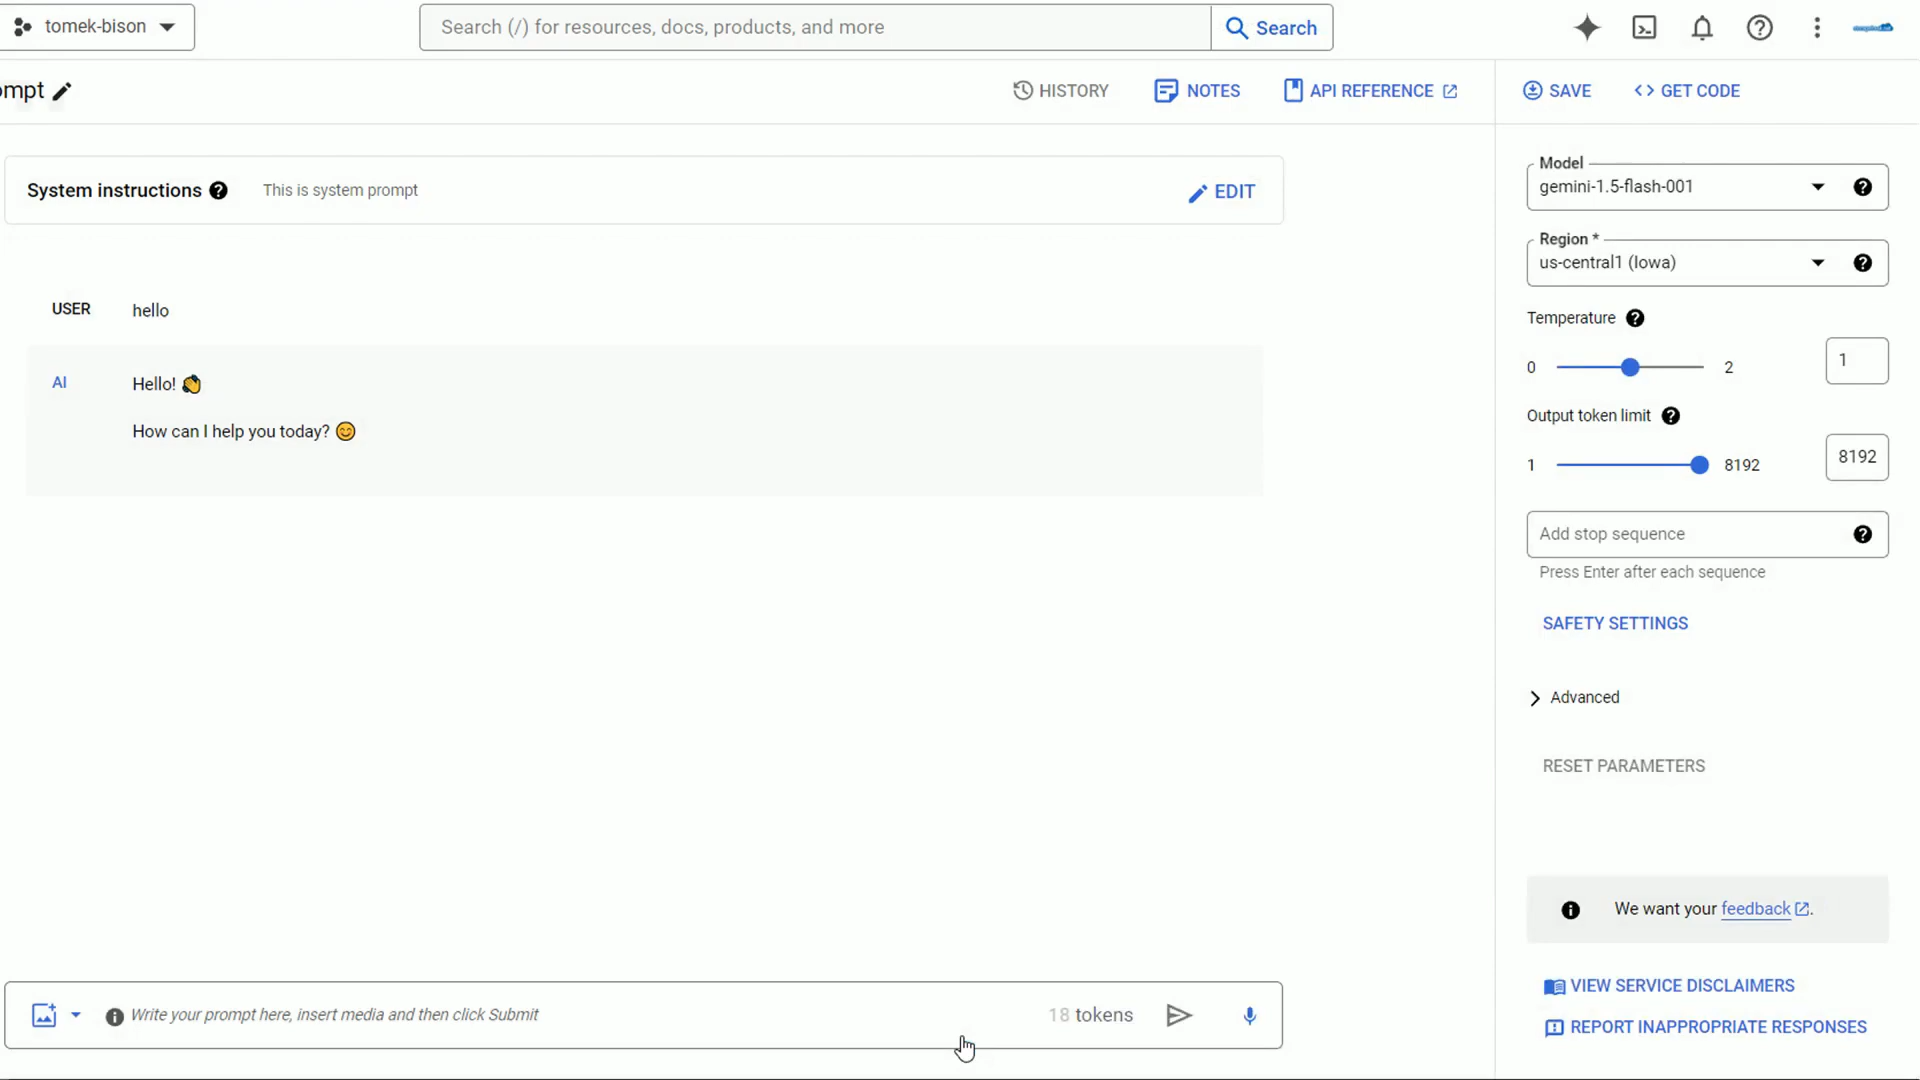 tomek-bison
Search (/) for resources, docs, products, and more
Search
ompt
HISTORY
NOTES
API REFERENCE
SAVE
GET CODE
System instructions
This is system prompt
EDIT
USER
hello
AI
Hello! 👏
How can I help you today? 😊
Model
gemini-1.5-flash-001
Region *
us-central1 (Iowa)
Temperature
0
2
1
Output token limit
1
8192
8192
Add stop sequence
Press Enter after each sequence
SAFETY SETTINGS
Advanced
RESET PARAMETERS
We want your feedback.
VIEW SERVICE DISCLAIMERS
REPORT INAPPROPRIATE RESPONSES
Write your prompt here, insert media and then click Submit
18 tokens